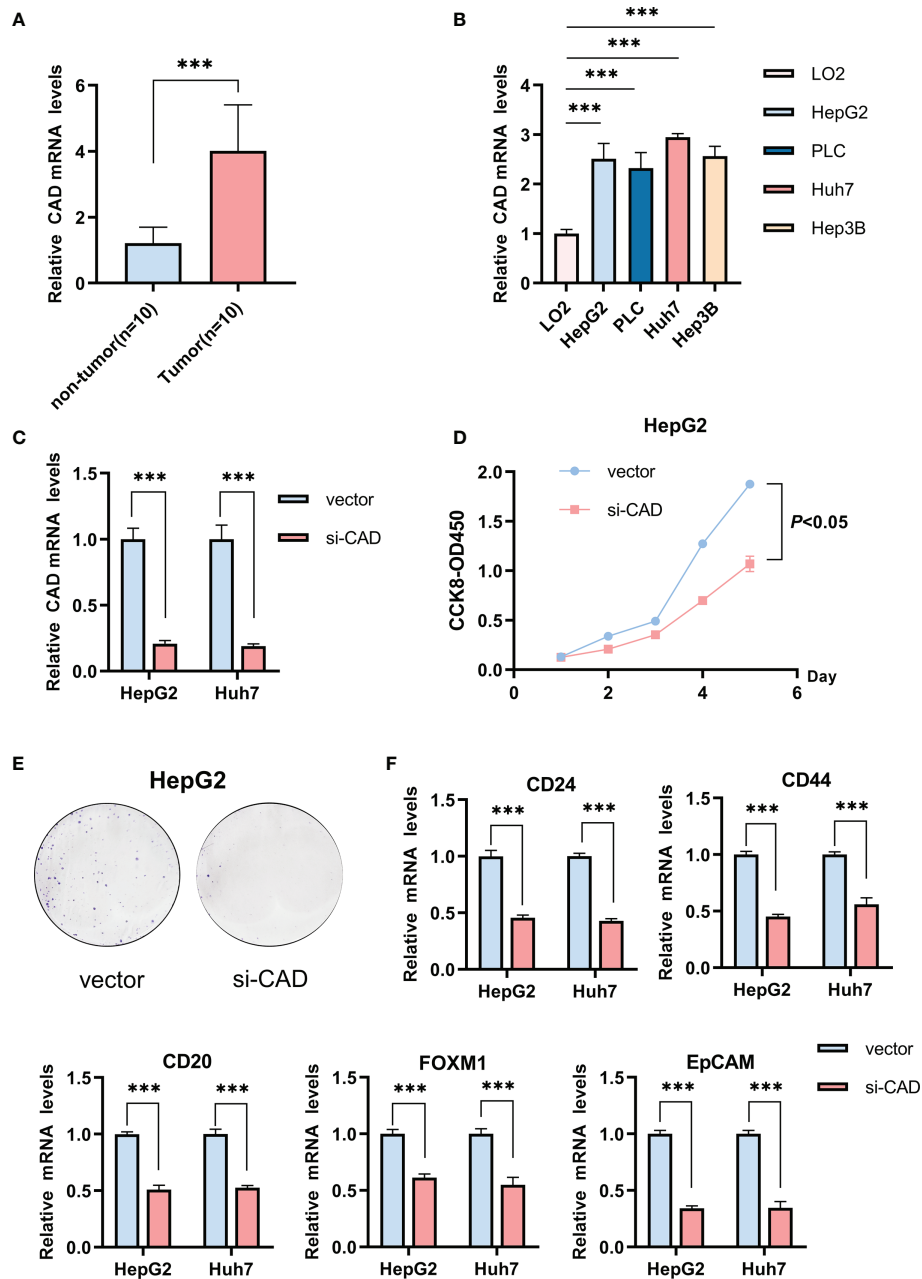 A
Relative CAD mRNA levels
6
4
2
0
***
non-tumor(n=10)
Tumor(n=10)
B
Relative CAD mRNA levels
4
3
2
1
0
***
***
***
***
LO2
HepG2
PLC
Huh7
Hep3B
LO2
HepG2
PLC
Huh7
Hep3B
C
Relative CAD mRNA levels
1.5
1.0
0.5
0.0
***
***
HepG2
Huh7
vector
si-CAD
D
HepG2
CCK8-OD450
2.0
1.5
1.0
0.5
0.0
vector
si-CAD
P<0.05
0
2
4
6
Day
E
HepG2
vector
si-CAD
F
CD24
Relative mRNA levels
1.5
1.0
0.5
0.0
***
***
HepG2
Huh7
CD44
Relative mRNA levels
1.5
1.0
0.5
0.0
***
***
HepG2
Huh7
CD20
Relative mRNA levels
1.5
1.0
0.5
0.0
***
***
HepG2
Huh7
FOXM1
Relative mRNA levels
1.5
1.0
0.5
0.0
***
***
HepG2
Huh7
EpCAM
Relative mRNA levels
1.5
1.0
0.5
0.0
***
***
HepG2
Huh7
vector
si-CAD